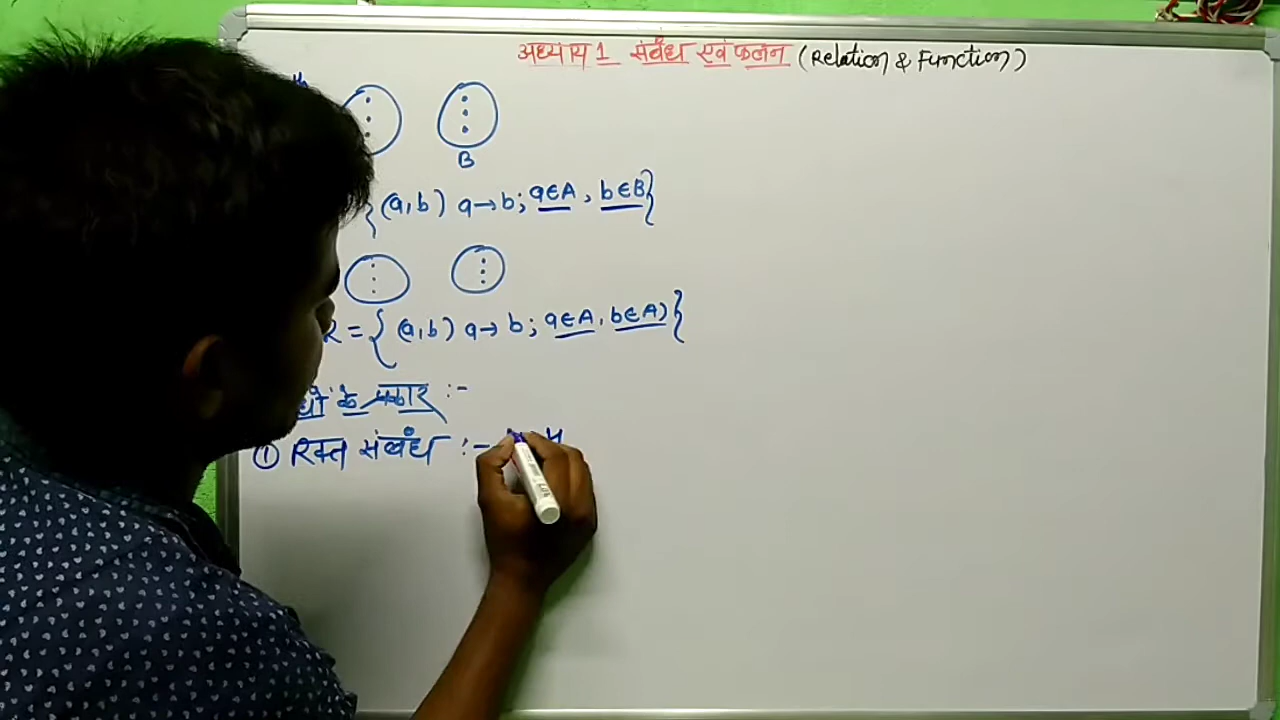 अध्याय 1 संबंध एवं फलन (Relation & Function)
B
{(a,b) a→b; a∈A, b∈B}
R = {(a,b) a→b; a∈A, b∈A)}
के प्रकार :-
① रिक्त संबंध :-